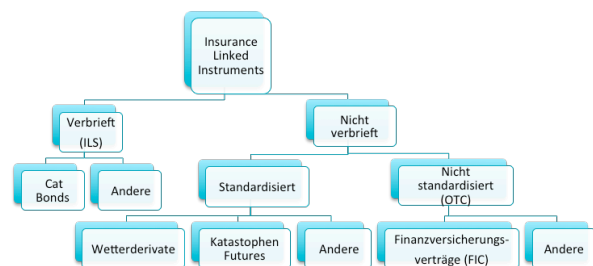 Insurance
Linked
Instruments
Verbrieft
(ILS)
Nicht
verbrieft
Cat
Bonds
Andere
Standardisiert
Nicht
standardisiert
(OTC)
Wetterderivate
Katastophen
Futures
Andere
Finanzversicherungs-
verträge (FIC)
Andere